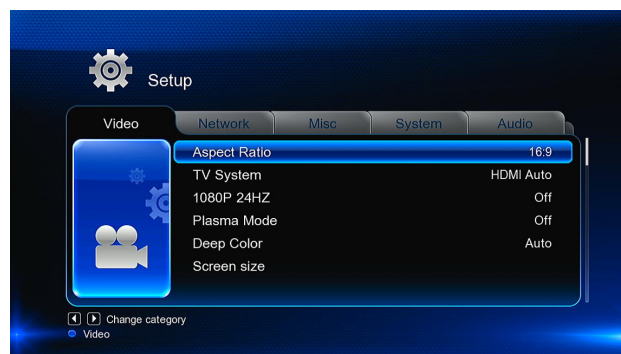 Setup
Video Network Misc System Audio
Aspect Ratio 16:9
TV System HDMI Auto
1080P 24HZ Off
Plasma Mode Off
Deep Color Auto
Screen size
Change category
Video